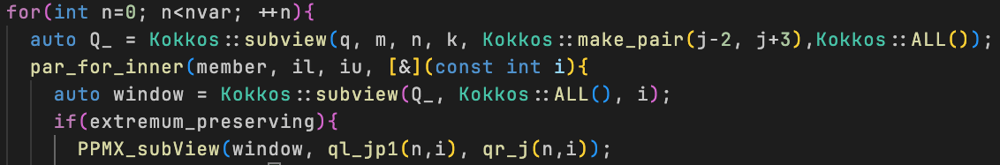 for(int n=0; n<nvar; ++n){
auto Q_ = Kokkos::subview(q, m, n, k, Kokkos::make_pair(j-2, j+3),Kokkos::ALL());
par_for_inner(member, il, iu, [&](const int i){
auto window = Kokkos::subview(Q_, Kokkos::ALL(), i);
if(extremum_preserving){
PPMX_subView(window, ql_jp1(n,i), qr_j(n,i));